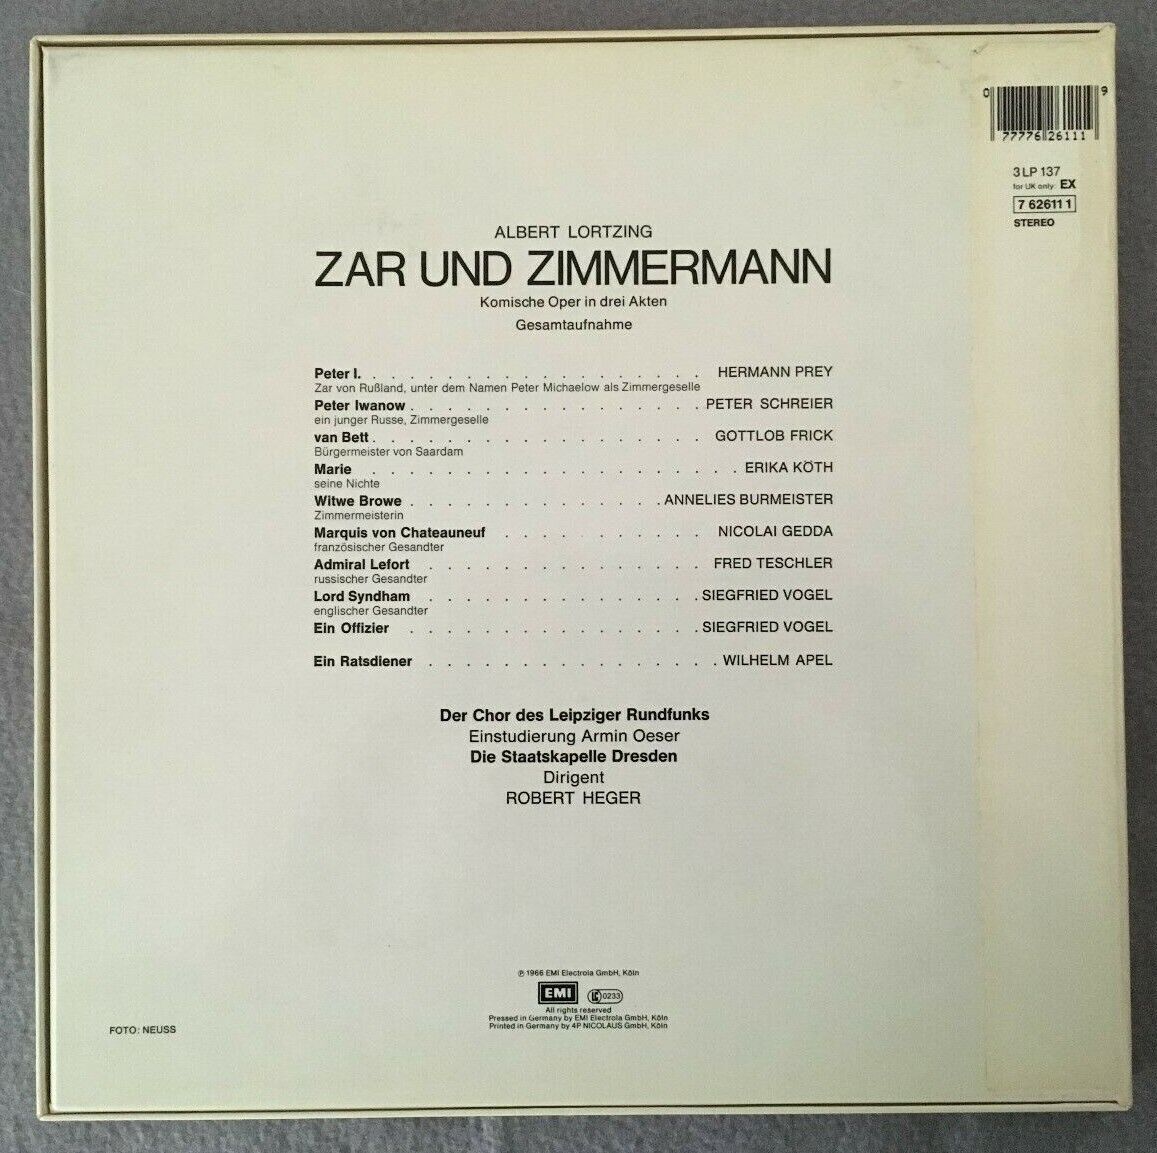 0 77776 26111 9
3 LP 137
for UK only: EX
7 62611 1
STEREO
ALBERT LORTZING
ZAR UND ZIMMERMANN
Komische Oper in drei Akten
Gesamtaufnahme
Peter I. . . . . . . . . . . . . . . . . . . HERMANN PREY
Zar von Rußland, unter dem Namen Peter Michaelow als Zimmergeselle
Peter Iwanow . . . . . . . . . . . . . . . . PETER SCHREIER
ein junger Russe, Zimmergeselle
van Bett . . . . . . . . . . . . . . . . . . GOTTLOB FRICK
Bürgermeister von Saardam
Marie . . . . . . . . . . . . . . . . . . . . ERIKA KÖTH
seine Nichte
Witwe Browe . . . . . . . . . . . . . . ANNELIES BURMEISTER
Zimmermeisterin
Marquis von Chateauneuf . . . . . . . . . . . NICOLAI GEDDA
französischer Gesandter
Admiral Lefort . . . . . . . . . . . . . . . FRED TESCHLER
russischer Gesandter
Lord Syndham . . . . . . . . . . . . . . . SIEGFRIED VOGEL
englischer Gesandter
Ein Offizier . . . . . . . . . . . . . . . . SIEGFRIED VOGEL
Ein Ratsdiener . . . . . . . . . . . . . . . . WILHELM APEL
Der Chor des Leipziger Rundfunks
Einstudierung Armin Oeser
Die Staatskapelle Dresden
Dirigent
ROBERT HEGER
℗ 1966 EMI Electrola GmbH, Köln
EMI LC 0233
All rights reserved
Pressed in Germany by EMI Electrola GmbH, Köln
Printed in Germany by 4P NICOLAUS GmbH, Köln
FOTO: NEUSS